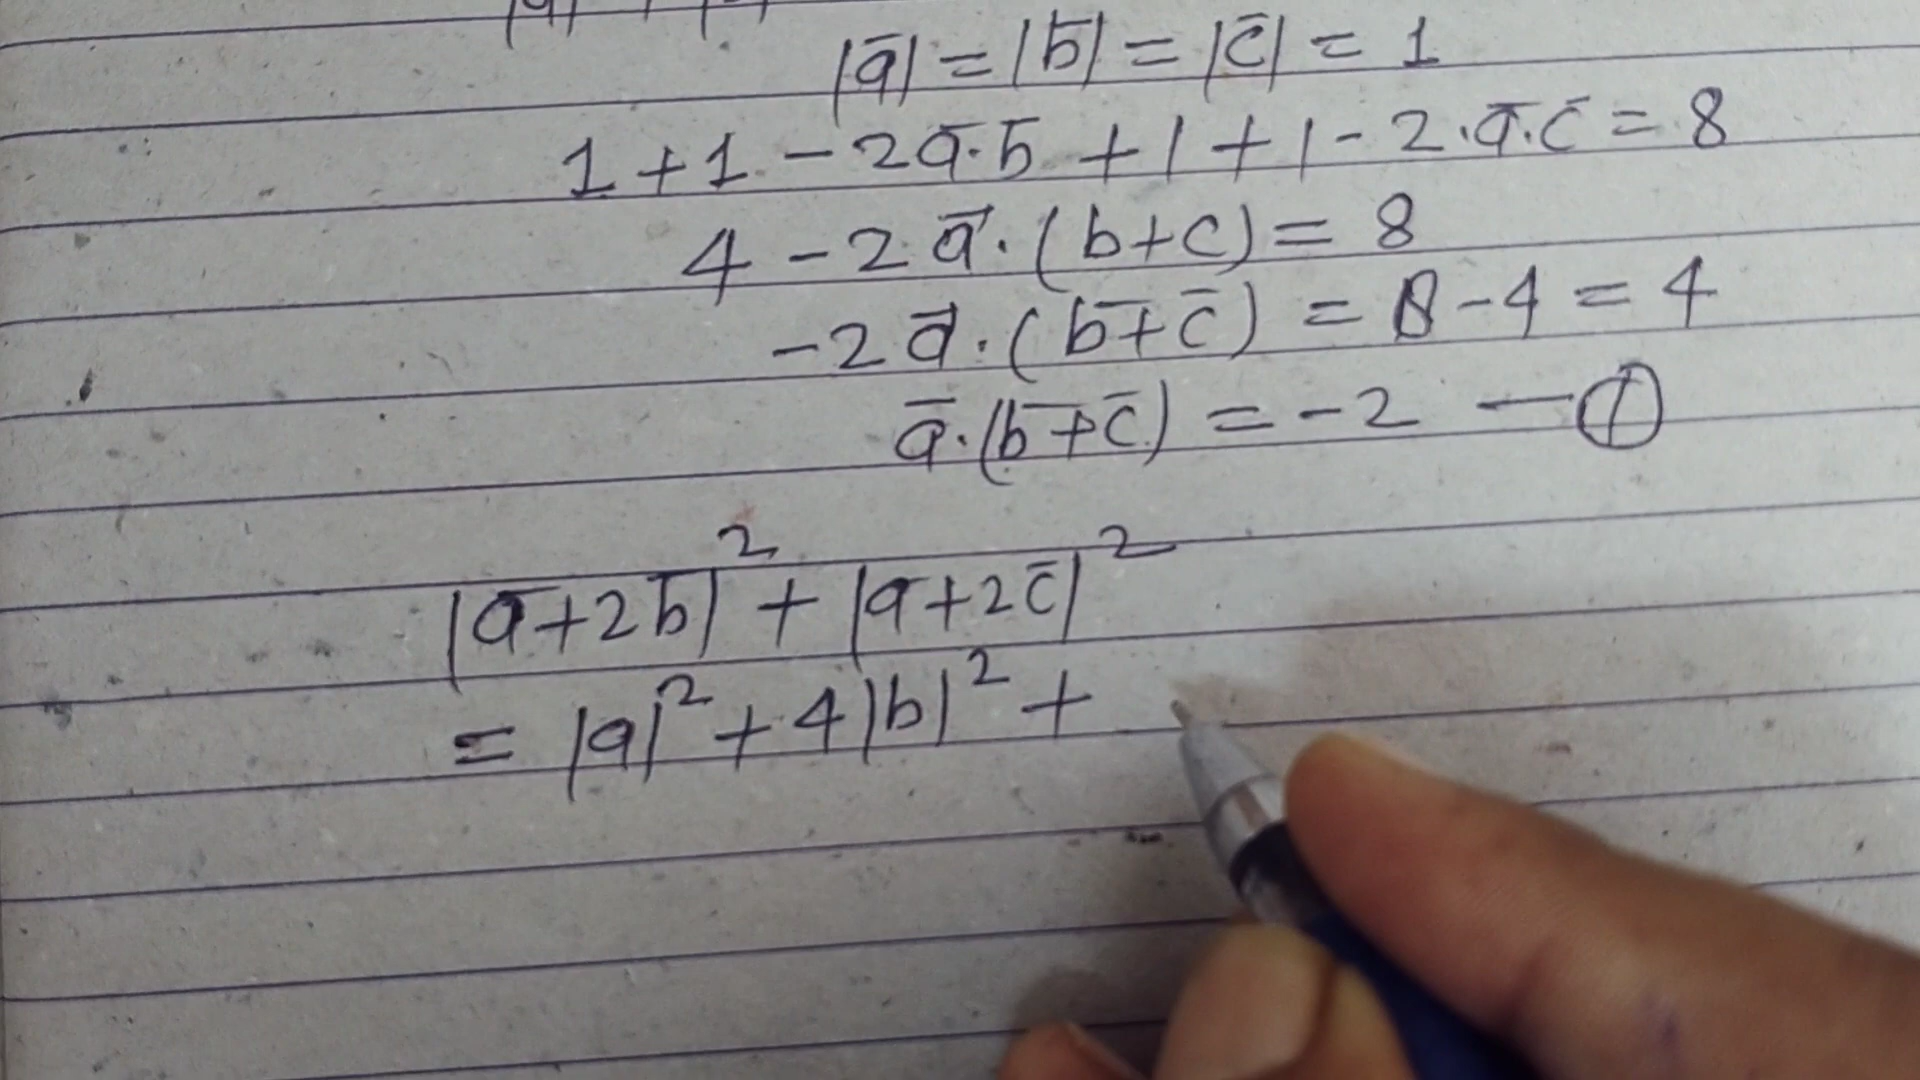 |ā| = |b̄| = |c̄| = 1
1 + 1 - 2ā.b̄ + 1 + 1 - 2.ā.c̄ = 8
4 - 2ā.(b+c) = 8
-2ā.(b̄+c̄) = 8-4 = 4
ā.(b̄+c̄) = -2 — ①
|ā+2b̄|² + |a+2c̄|²
= |a|² + 4|b|² +